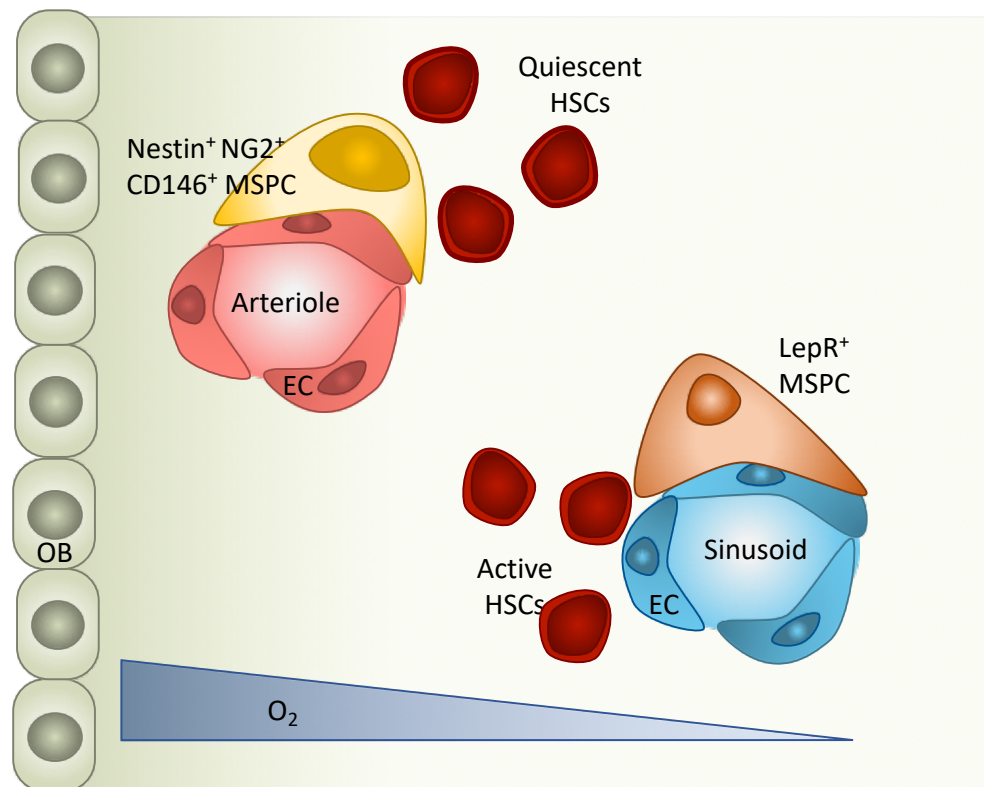 Quiescent
HSCs
Nestin⁺ NG2⁺
CD146⁺ MSPC
Arteriole
EC
LepR⁺
MSPC
OB
Active
HSCs
Sinusoid
EC
O₂